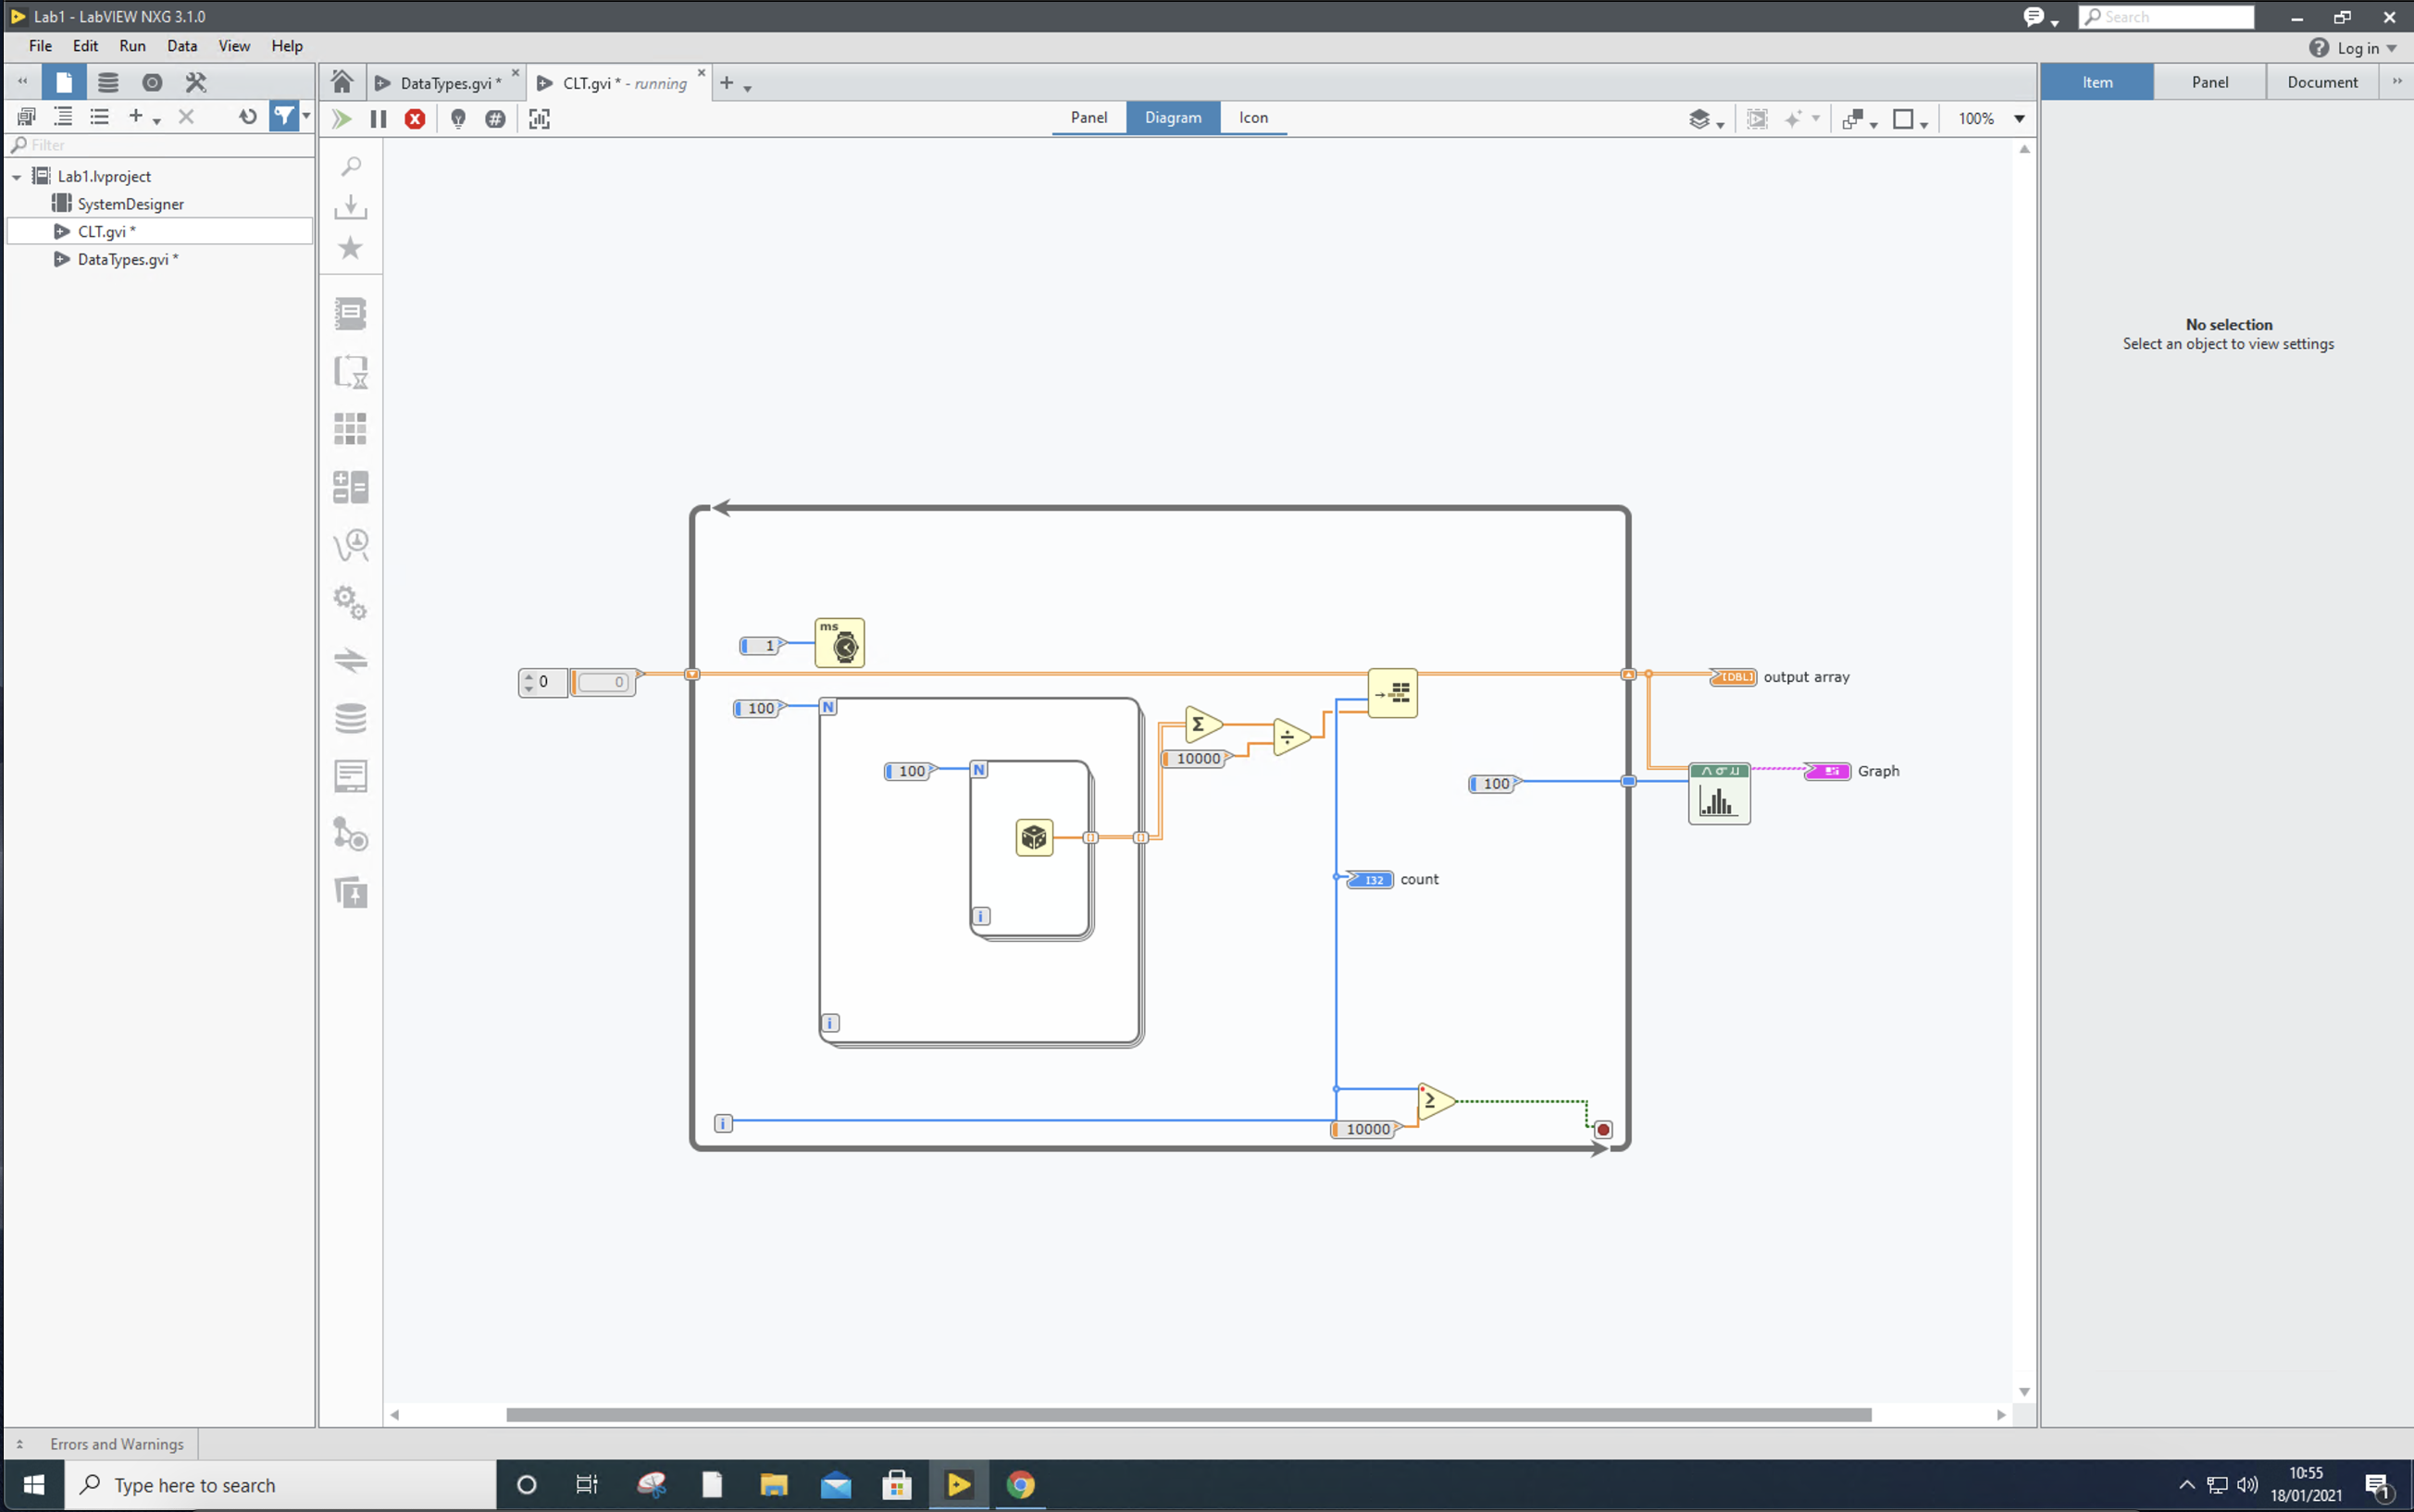 Lab1 - LabVIEW NXG 3.1.0
Search
File Edit Run Data View Help
Log in
DataTypes.gvi *
CLT.gvi * - running
Item Panel Document
Panel Diagram Icon
100%
Filter
Lab1.lvproject
SystemDesigner
CLT.gvi *
DataTypes.gvi *
No selection
Select an object to view settings
ms
1
0
0
[DBL] output array
100
N
Σ
÷
10000
100
N
100
Graph
I32 count
i
i
≥
i
10000
Errors and Warnings
Type here to search
10:55
18/01/2021
1